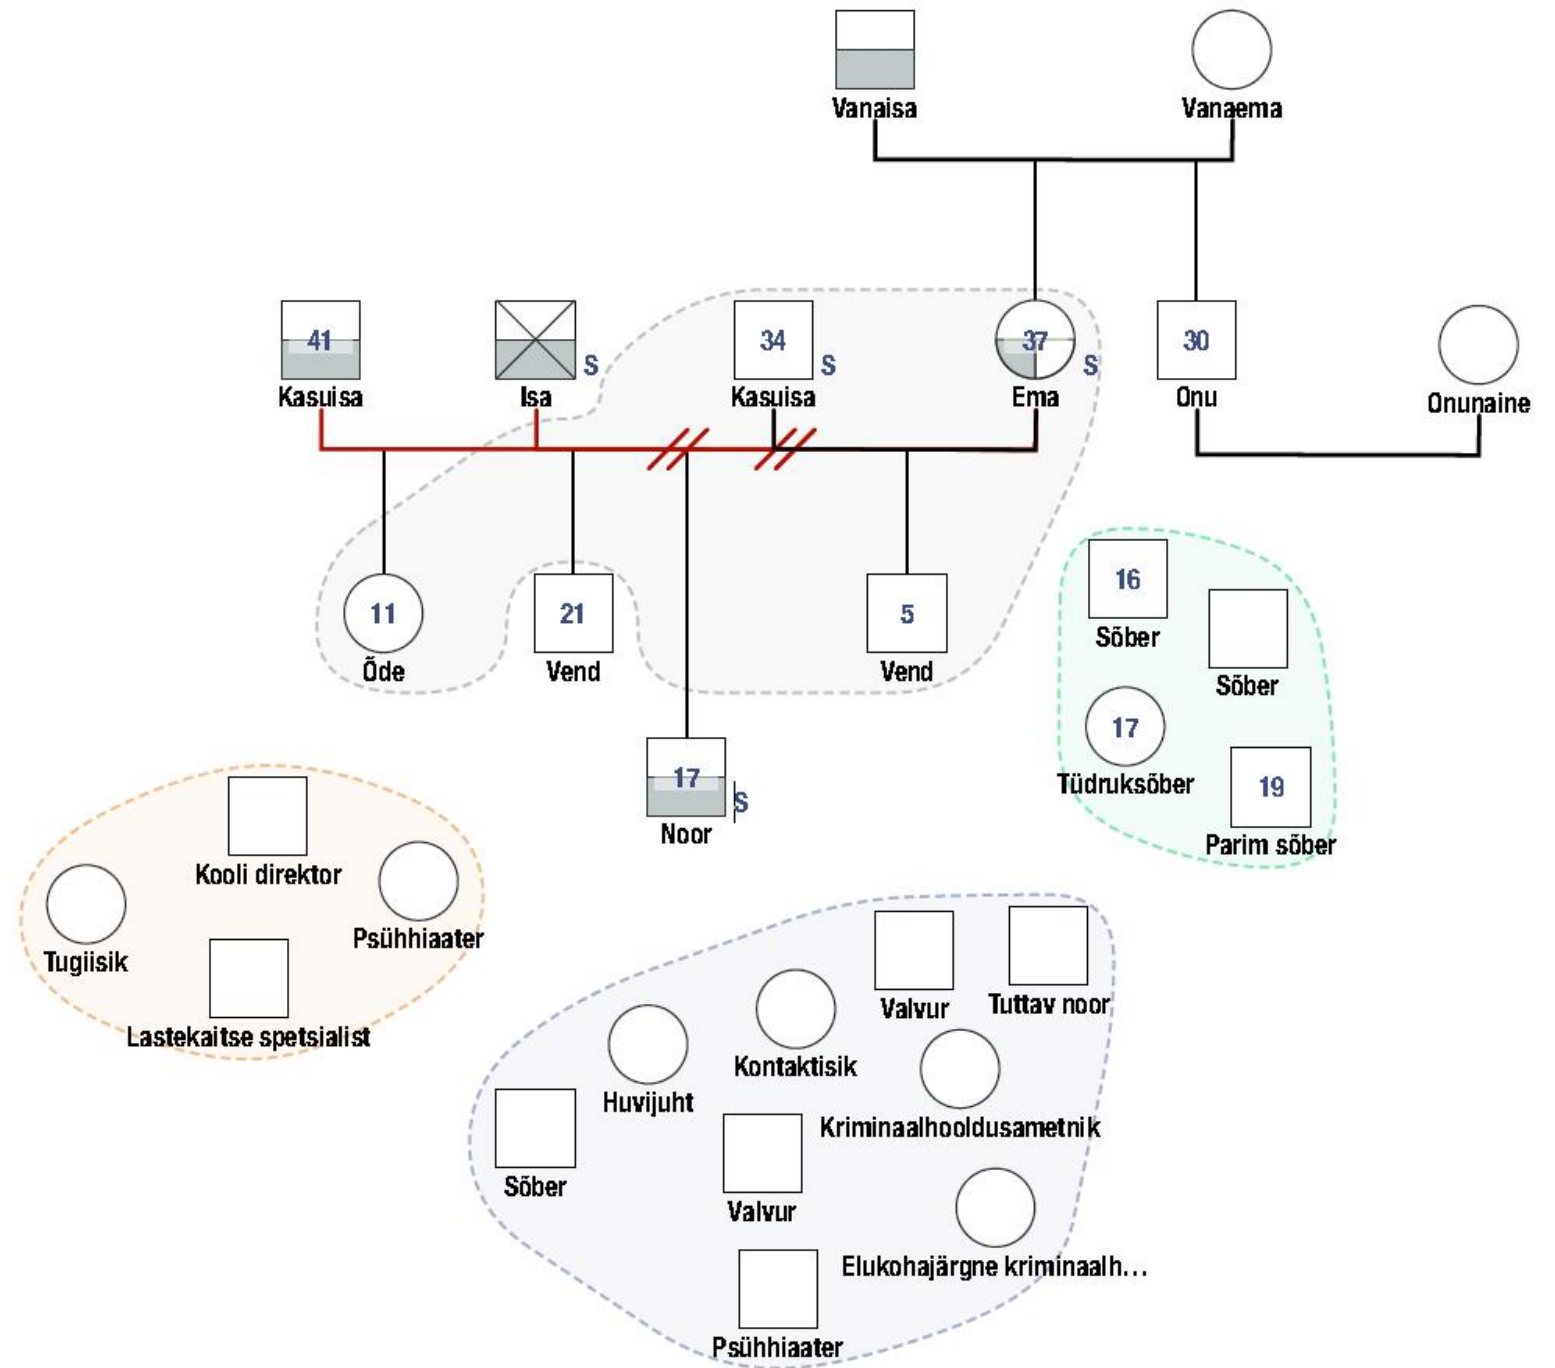 Vanaisa
Vanaema
41
Kasuisa
S
Isa
34
S
Kasuisa
37
S
Ema
30
Onu
Onunaine
11
Õde
21
Vend
5
Vend
16
Sõber
Sõber
17
Tüdruksõber
19
Parim sõber
17
S
Noor
Kooli direktor
Tugiisik
Psühhiaater
Lastekaitse spetsialist
Valvur
Tuttav noor
Kontaktisik
Huvijuht
Kriminaalhooldusametnik
Sõber
Valvur
Elukohajärgne kriminaalh...
Psühhiaater